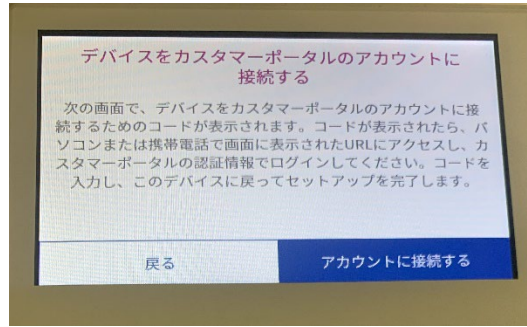 デバイスをカスタマーポータルのアカウントに
接続する
次の画面で、デバイスをカスタマーポータルのアカウントに接
続するためのコードが表示されます。コードが表示されたら、パ
ソコンまたは携帯電話で画面に表示されたURLにアクセスし、カ
スタマーポータルの認証情報でログインしてください。コードを
入力し、このデバイスに戻ってセットアップを完了します。
戻る
アカウントに接続する